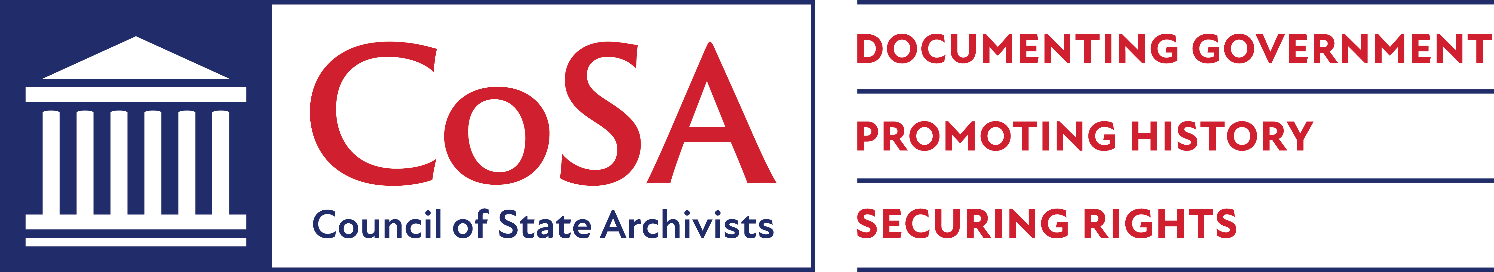 CoSA
Council of State Archivists
DOCUMENTING GOVERNMENT
PROMOTING HISTORY
SECURING RIGHTS